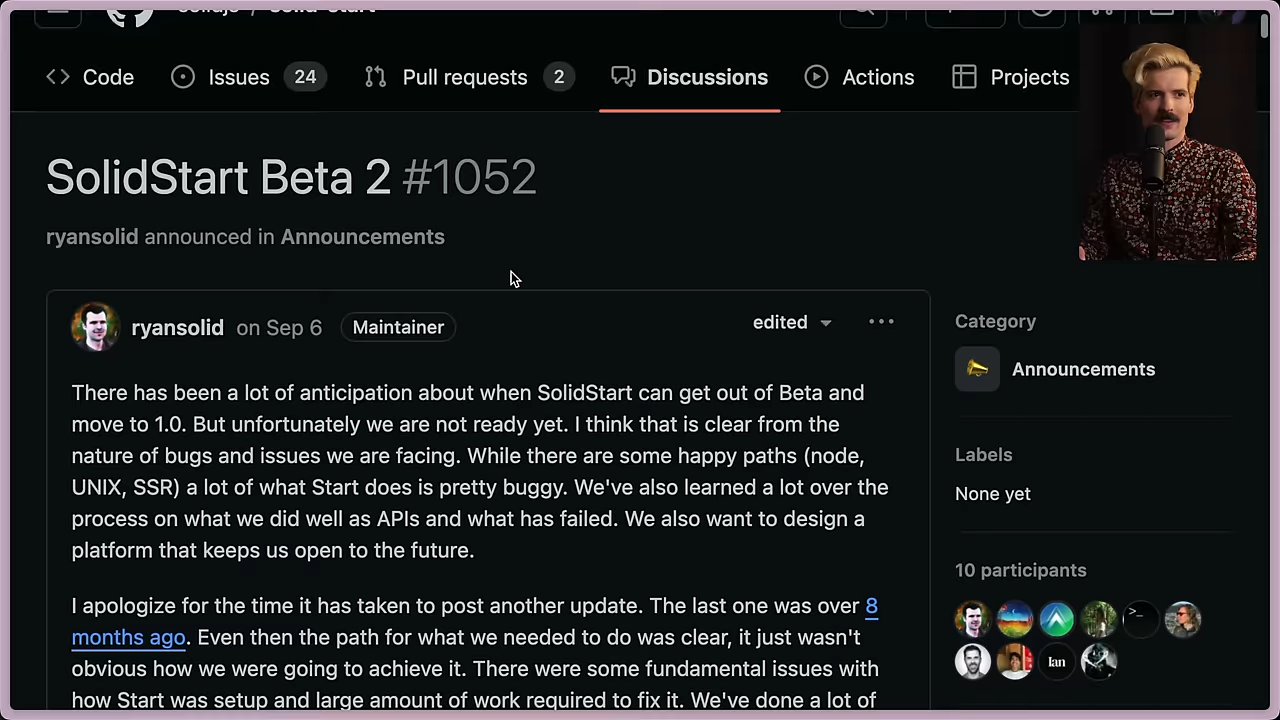 Code
Issues 24
Pull requests 2
Discussions
Actions
Projects
SolidStart Beta 2 #1052
ryansolid announced in Announcements
ryansolid on Sep 6 Maintainer
edited
There has been a lot of anticipation about when SolidStart can get out of Beta and
move to 1.0. But unfortunately we are not ready yet. I think that is clear from the
nature of bugs and issues we are facing. While there are some happy paths (node,
UNIX, SSR) a lot of what Start does is pretty buggy. We've also learned a lot over the
process on what we did well as APIs and what has failed. We also want to design a
platform that keeps us open to the future.
I apologize for the time it has taken to post another update. The last one was over 8
months ago. Even then the path for what we needed to do was clear, it just wasn't
obvious how we were going to achieve it. There were some fundamental issues with
how Start was setup and large amount of work required to fix it. We've done a lot of
Category
Announcements
Labels
None yet
10 participants
Ian